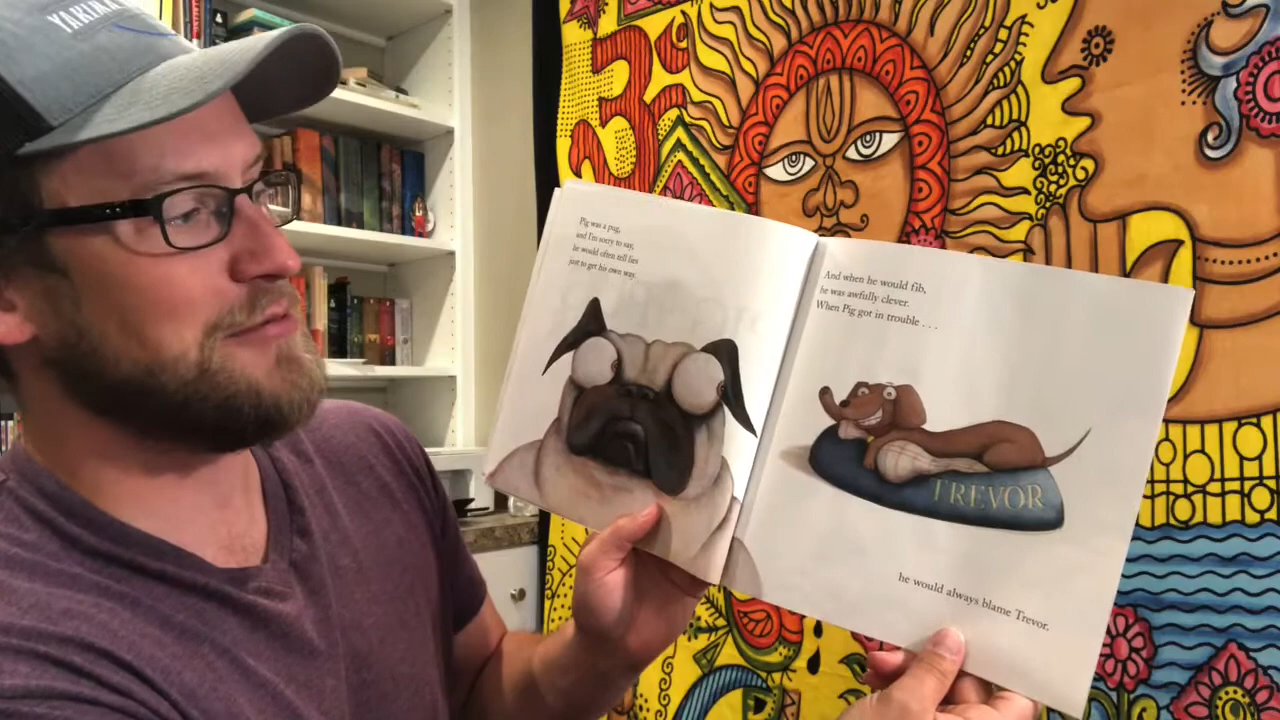 YAKIMA
Pig was a pug,
and I'm sorry to say,
he would often tell lies
just to get his own way.
And when he would fib,
he was awfully clever.
When Pig got in trouble . . .
TREVOR
he would always blame Trevor.